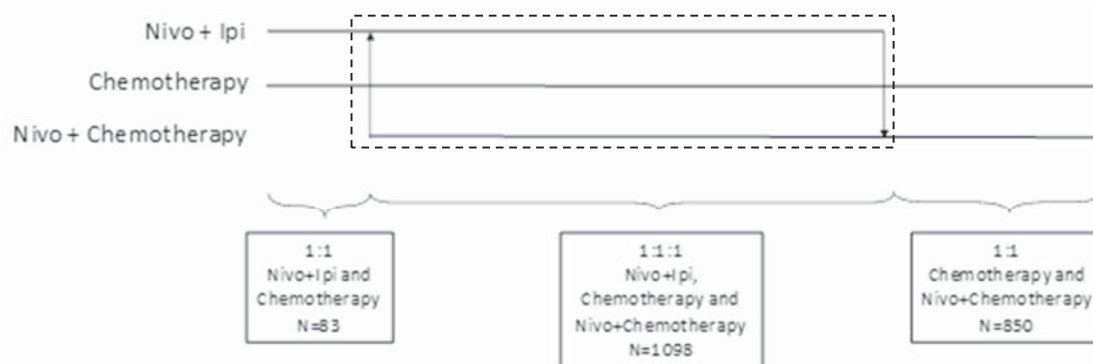 Nivo + Ipi
Chemotherapy
Nivo + Chemotherapy
1:1
Nivo+Ipi and
Chemotherapy
N=83
1:1:1
Nivo+Ipi,
Chemotherapy and
Nivo+Chemotherapy
N=1098
1:1
Chemotherapy and
Nivo+Chemotherapy
N=850